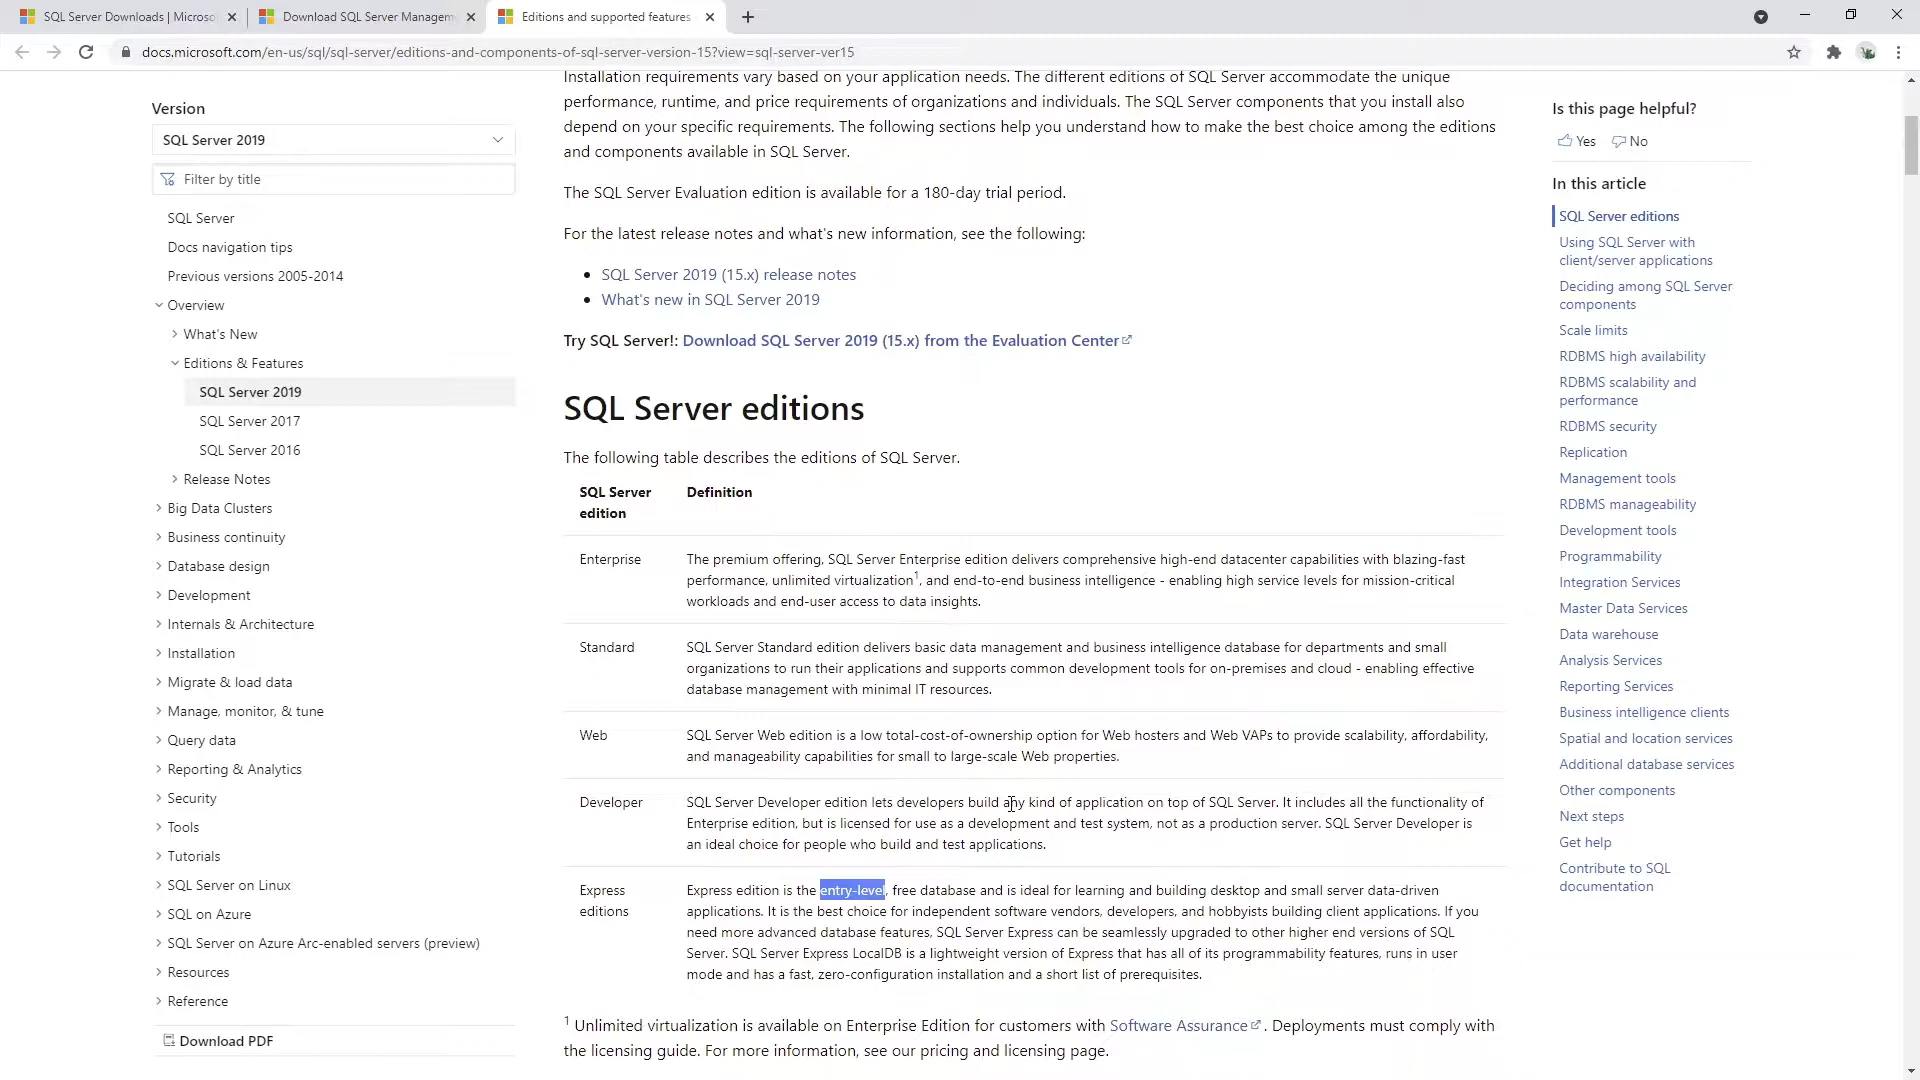 SQL Server Downloads | Microso
Download SQL Server Managem
Editions and supported features
docs.microsoft.com/en-us/sql/sql-server/editions-and-components-of-sql-server-version-15?view=sql-server-ver15
Version
SQL Server 2019
Filter by title
SQL Server
Docs navigation tips
Previous versions 2005-2014
Overview
What's New
Editions & Features
SQL Server 2019
SQL Server 2017
SQL Server 2016
Release Notes
Big Data Clusters
Business continuity
Database design
Development
Internals & Architecture
Installation
Migrate & load data
Manage, monitor, & tune
Query data
Reporting & Analytics
Security
Tools
Tutorials
SQL Server on Linux
SQL on Azure
SQL Server on Azure Arc-enabled servers (preview)
Resources
Reference
Download PDF
Installation requirements vary based on your application needs. The different editions of SQL Server accommodate the unique
performance, runtime, and price requirements of organizations and individuals. The SQL Server components that you install also
depend on your specific requirements. The following sections help you understand how to make the best choice among the editions
and components available in SQL Server.
The SQL Server Evaluation edition is available for a 180-day trial period.
For the latest release notes and what's new information, see the following:
• SQL Server 2019 (15.x) release notes
• What's new in SQL Server 2019
Try SQL Server!: Download SQL Server 2019 (15.x) from the Evaluation Center
SQL Server editions
The following table describes the editions of SQL Server.
SQL Server edition Definition
Enterprise The premium offering, SQL Server Enterprise edition delivers comprehensive high-end datacenter capabilities with blazing-fast
performance, unlimited virtualization1, and end-to-end business intelligence - enabling high service levels for mission-critical
workloads and end-user access to data insights.
Standard SQL Server Standard edition delivers basic data management and business intelligence database for departments and small
organizations to run their applications and supports common development tools for on-premises and cloud - enabling effective
database management with minimal IT resources.
Web SQL Server Web edition is a low total-cost-of-ownership option for Web hosters and Web VAPs to provide scalability, affordability,
and manageability capabilities for small to large-scale Web properties.
Developer SQL Server Developer edition lets developers build any kind of application on top of SQL Server. It includes all the functionality of
Enterprise edition, but is licensed for use as a development and test system, not as a production server. SQL Server Developer is
an ideal choice for people who build and test applications.
Express editions Express edition is the entry-level, free database and is ideal for learning and building desktop and small server data-driven
applications. It is the best choice for independent software vendors, developers, and hobbyists building client applications. If you
need more advanced database features, SQL Server Express can be seamlessly upgraded to other higher end versions of SQL
Server. SQL Server Express LocalDB is a lightweight version of Express that has all of its programmability features, runs in user
mode and has a fast, zero-configuration installation and a short list of prerequisites.
1 Unlimited virtualization is available on Enterprise Edition for customers with Software Assurance. Deployments must comply with
the licensing guide. For more information, see our pricing and licensing page.
Is this page helpful?
Yes No
In this article
SQL Server editions
Using SQL Server with
client/server applications
Deciding among SQL Server
components
Scale limits
RDBMS high availability
RDBMS scalability and
performance
RDBMS security
Replication
Management tools
RDBMS manageability
Development tools
Programmability
Integration Services
Master Data Services
Data warehouse
Analysis Services
Reporting Services
Business intelligence clients
Spatial and location services
Additional database services
Other components
Next steps
Get help
Contribute to SQL
documentation